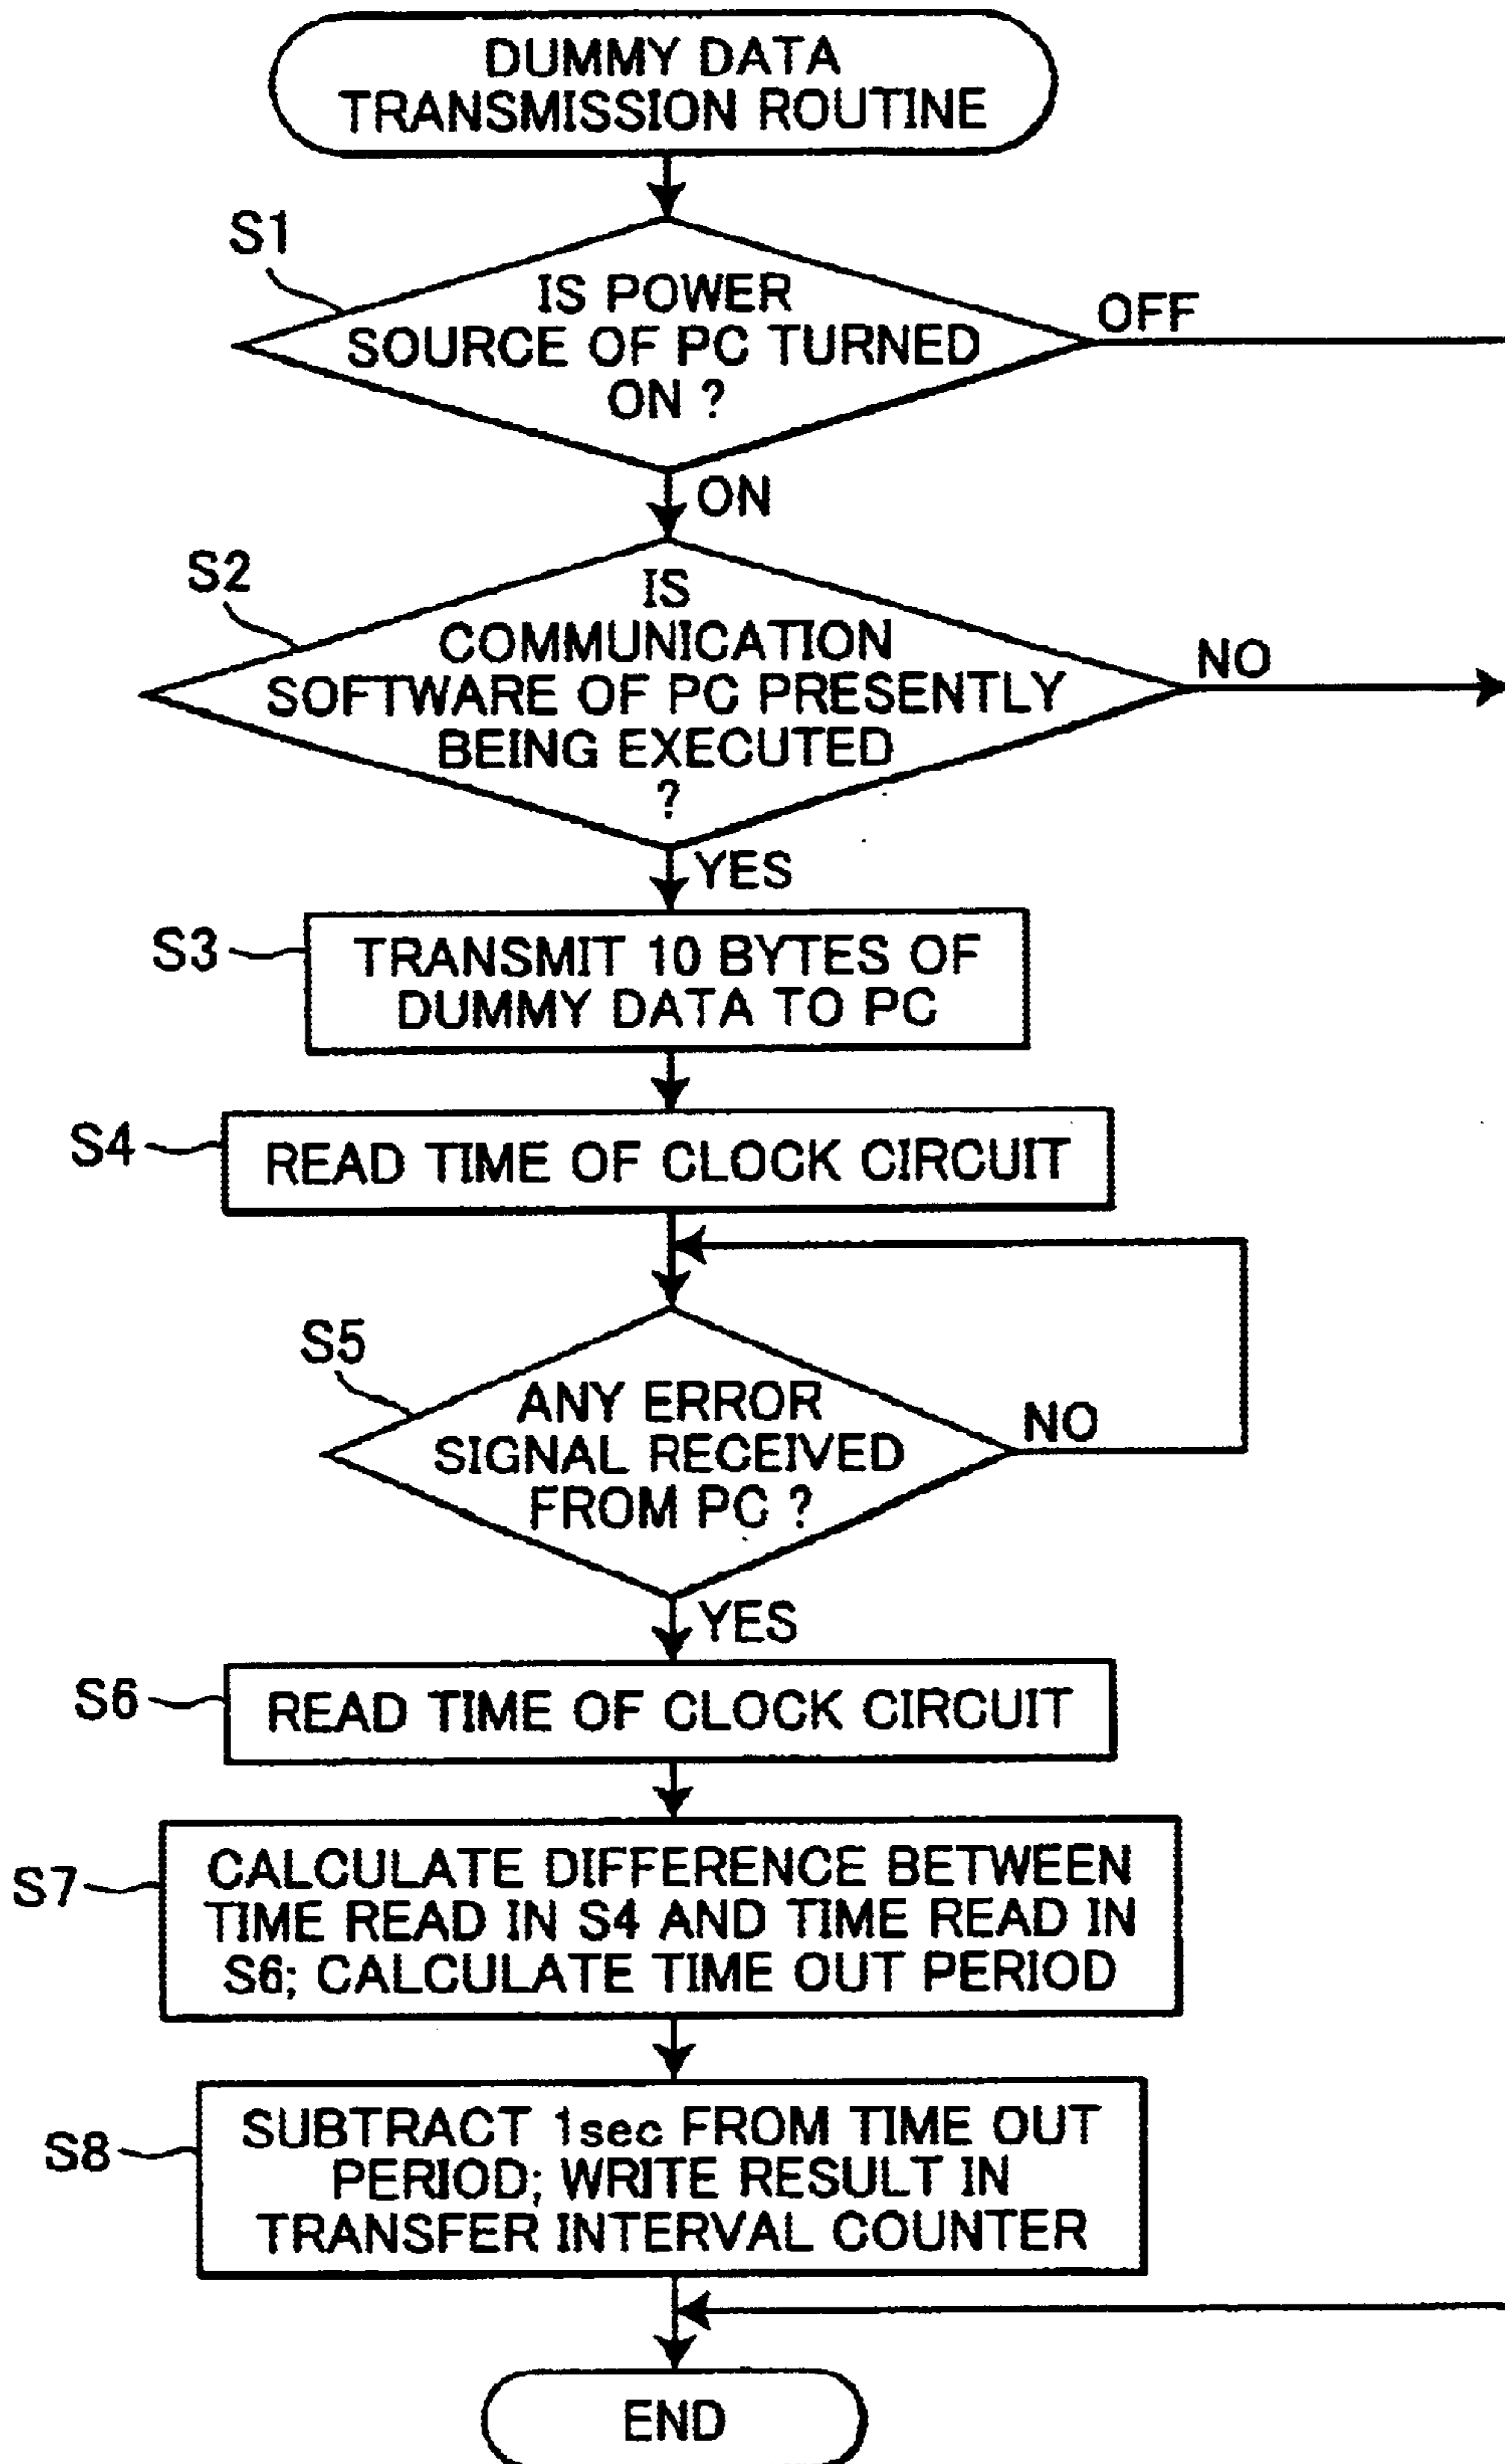 DUMMY DATA
TRANSMISSION ROUTINE
S1
IS POWER
SOURCE OF PC TURNED
ON ?
OFF
ON
S2
IS
COMMUNICATION
SOFTWARE OF PC PRESENTLY
BEING EXECUTED
?
NO
YES
S3
TRANSMIT 10 BYTES OF
DUMMY DATA TO PC
S4
READ TIME OF CLOCK CIRCUIT
S5
ANY ERROR
SIGNAL RECEIVED
FROM PC ?
NO
YES
S6
READ TIME OF CLOCK CIRCUIT
S7
CALCULATE DIFFERENCE BETWEEN
TIME READ IN S4 AND TIME READ IN
S6; CALCULATE TIME OUT PERIOD
S8
SUBTRACT 1sec FROM TIME OUT
PERIOD; WRITE RESULT IN
TRANSFER INTERVAL COUNTER
END